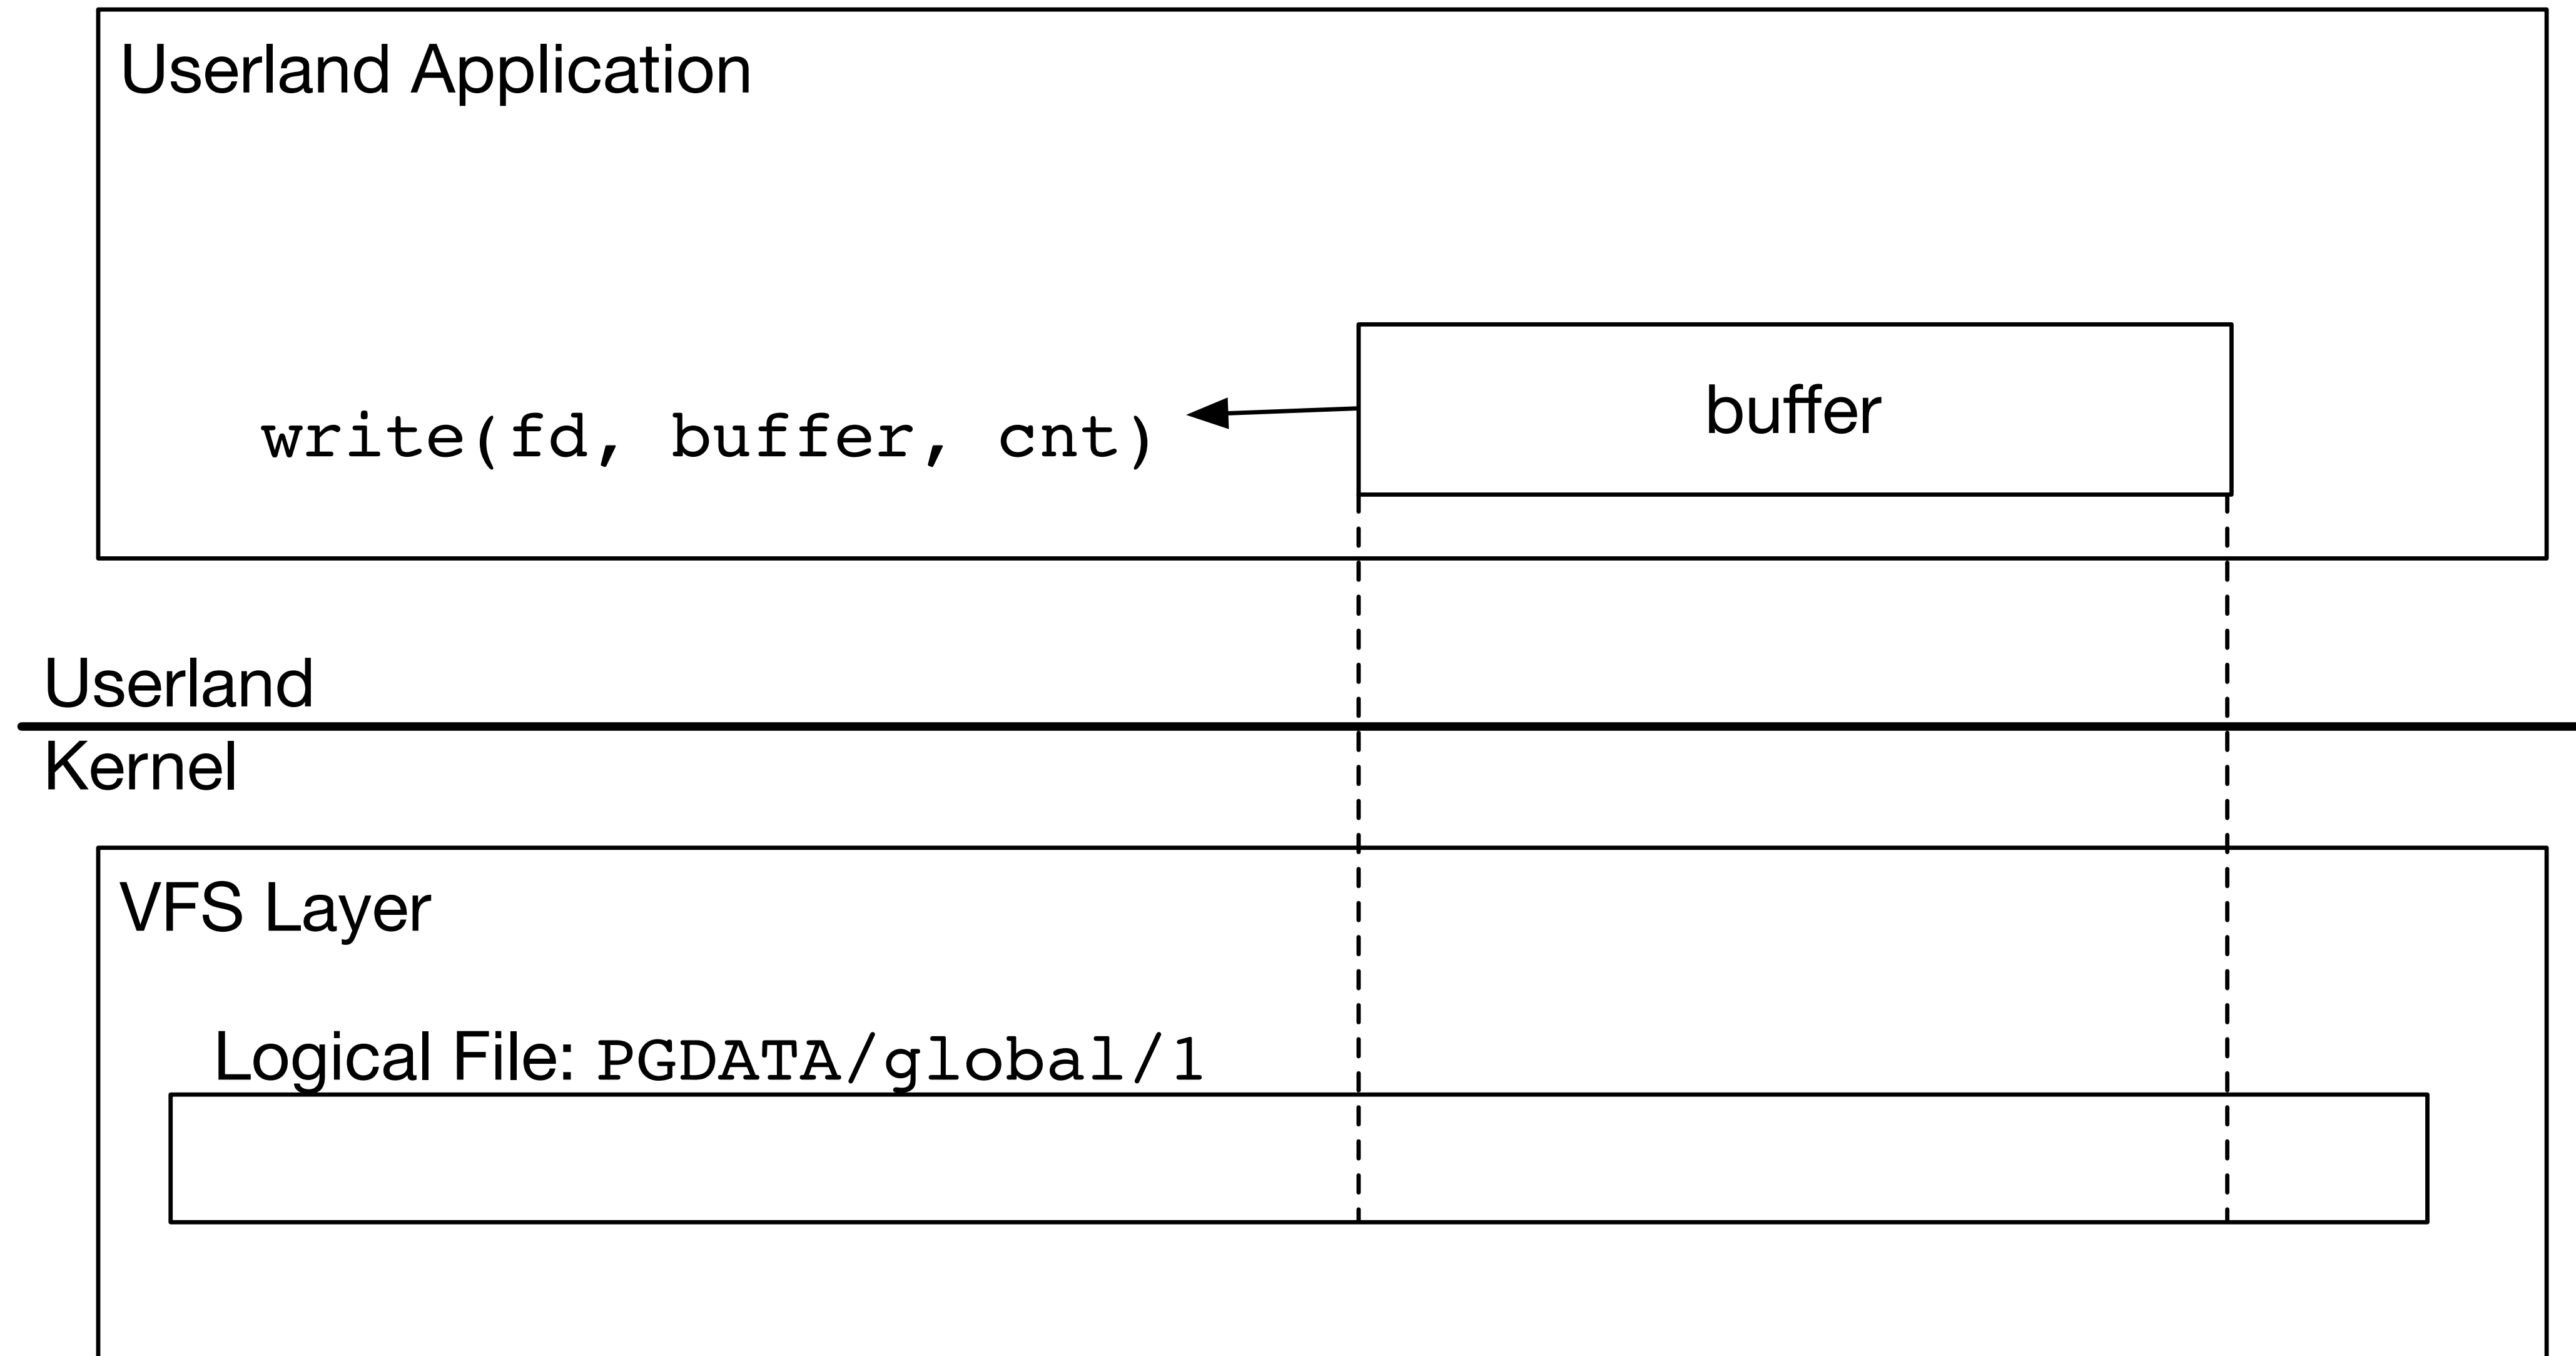 Userland Application
buffer
write(fd, buffer, cnt)
Userland
Kernel
VFS Layer
Logical File: PGDATA/global/1